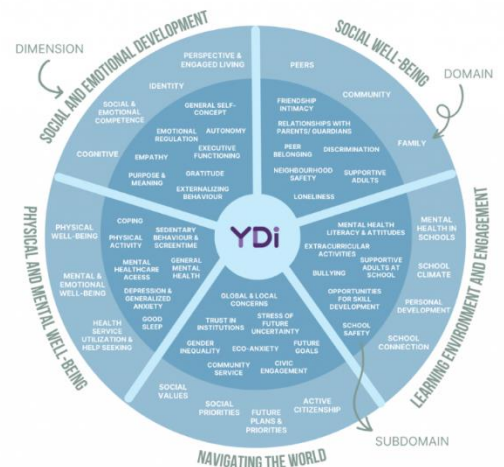 DIMENSION
SOCIAL AND EMOTIONAL DEVELOPMENT
PERSPECTIVE &
ENGAGED LIVING
IDENTITY
SOCIAL &
EMOTIONAL
COMPETENCE
COGNITIVE
GENERAL SELF-
CONCEPT
EMOTIONAL
REGULATION
AUTONOMY
EXECUTIVE
FUNCTIONING
EMPATHY
PURPOSE &
MEANING
GRATITUDE
EXTERNALIZING
BEHAVIOUR
SOCIAL WELL-BEING
DOMAIN
PEERS
COMMUNITY
FAMILY
FRIENDSHIP
INTIMACY
RELATIONSHIPS WITH
PARENTS/ GUARDIANS
PEER
BELONGING
DISCRIMINATION
NEIGHBOURHOOD
SAFETY
SUPPORTIVE
ADULTS
LONELINESS
YDi
PHYSICAL AND MENTAL WELL-BEING
PHYSICAL
WELL-BEING
MENTAL &
EMOTIONAL
WELL-BEING
HEALTH
SERVICE
UTILIZATION &
HELP SEEKING
COPING
PHYSICAL
ACTIVITY
SEDENTARY
BEHAVIOUR &
SCREENTIME
MENTAL
HEALTHCARE
ACEESS
GENERAL
MENTAL
HEALTH
DEPRESSION &
GENERALIZED
ANXIETY
GOOD
SLEEP
LEARNING ENVIRONMENT AND ENGAGEMENT
MENTAL
HEALTH IN
SCHOOLS
SCHOOL
CLIMATE
PERSONAL
DEVELOPMENT
SCHOOL
CONNECTION
MENTAL HEALTH
LITERACY & ATTITUDES
EXTRACURRICULAR
ACTIVITIES
SUPPORTIVE
ADULTS AT
SCHOOL
BULLYING
OPPORTUNITIES
FOR SKILL
DEVELOPMENT
SCHOOL
SAFETY
SUBDOMAIN
GLOBAL & LOCAL
CONCERNS
TRUST IN
INSTITUTIONS
STRESS OF
FUTURE
UNCERTAINTY
GENDER
INEQUALITY
ECO-ANXIETY
FUTURE
GOALS
COMMUNITY
SERVICE
CIVIC
ENGAGEMENT
SOCIAL
VALUES
SOCIAL
PRIORITIES
FUTURE
PLANS &
PRIORITIES
ACTIVE
CITIZENSHIP
NAVIGATING THE WORLD